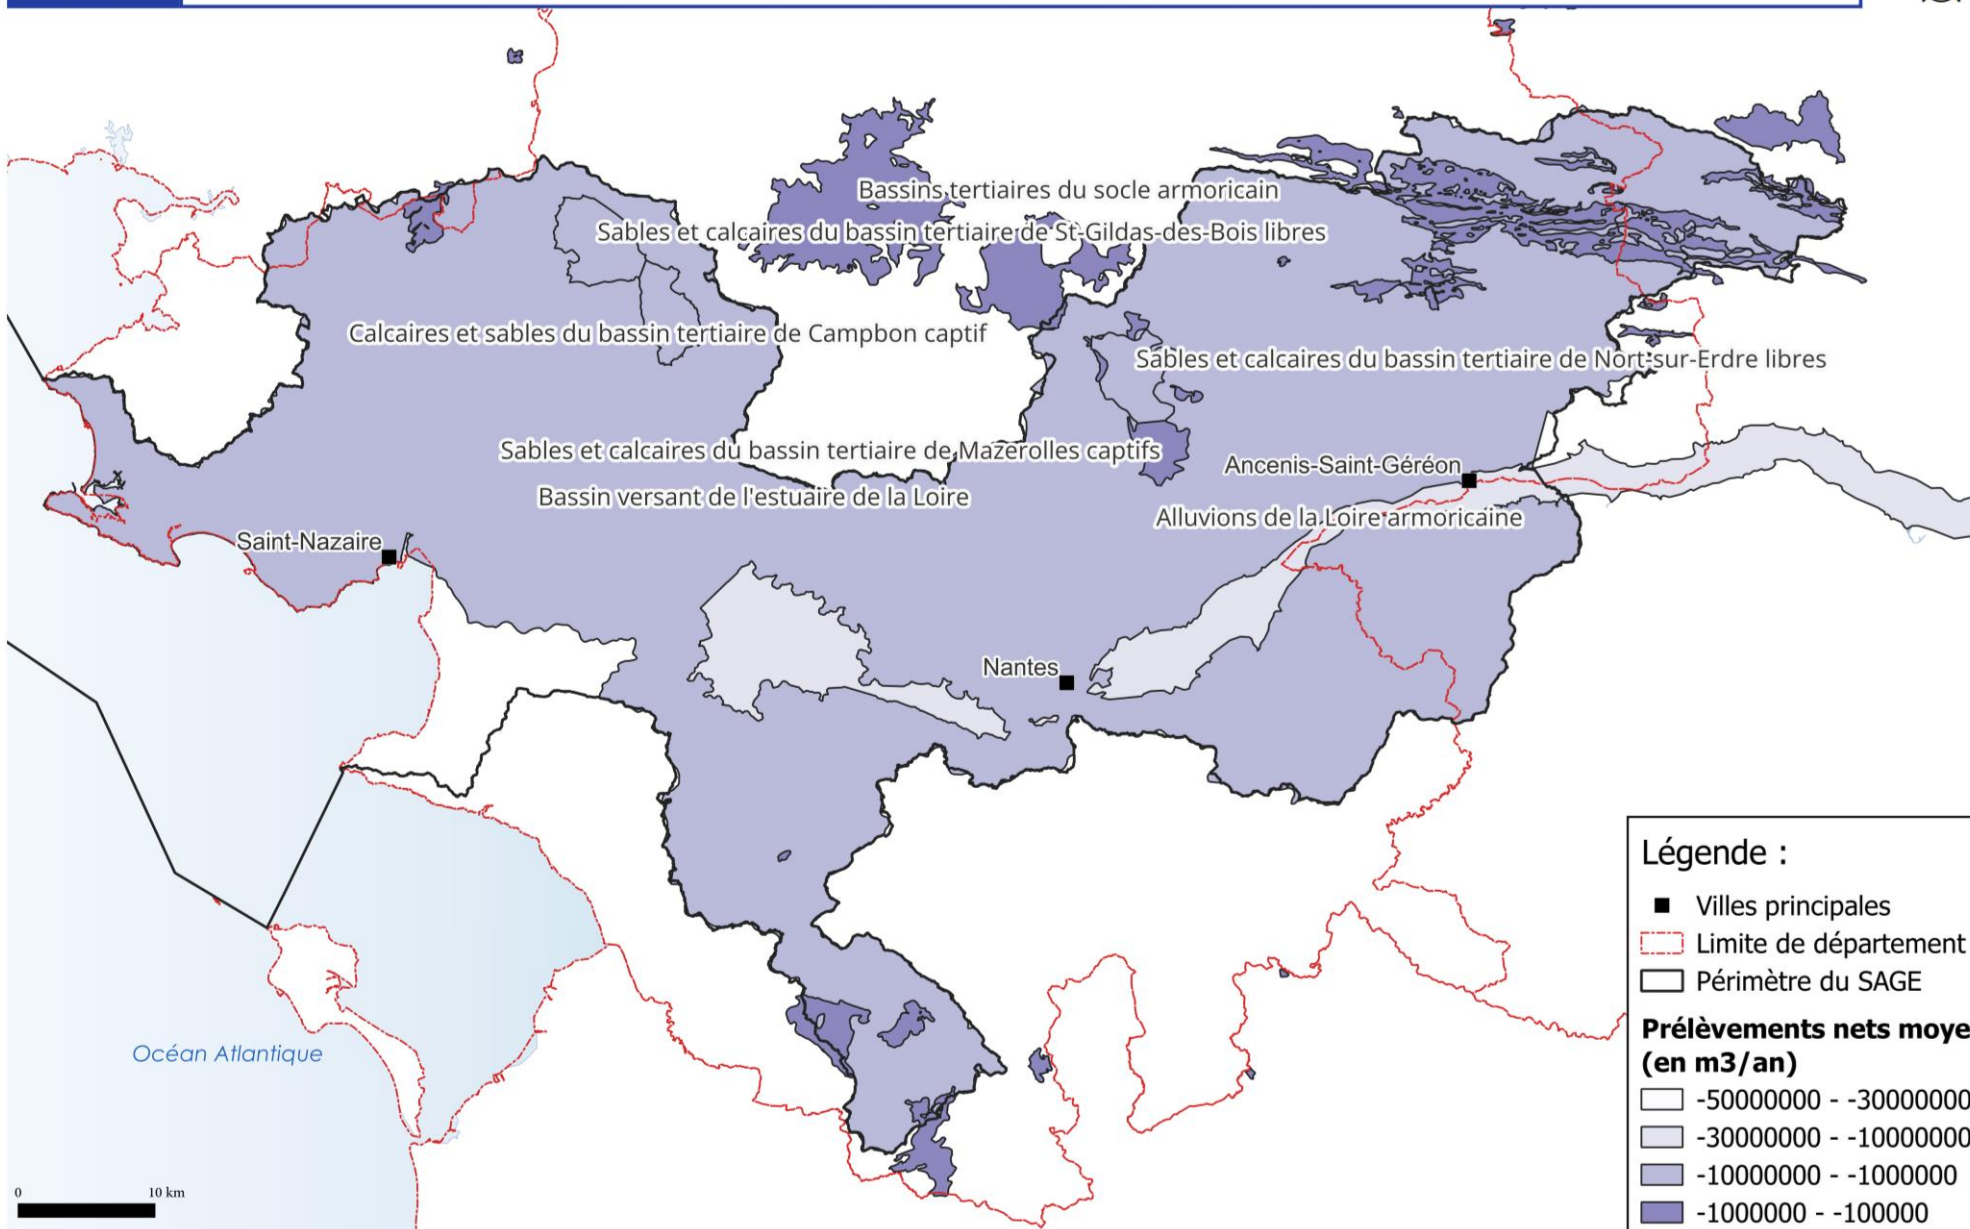 Bassins tertiaires du socle armoricain
Sables et calcaires du bassin tertiaire de St-Gildas-des-Bois libres
Calcaires et sables du bassin tertiaire de Campbon captif
Sables et calcaires du bassin tertiaire de Nort-sur-Erdre libres
Sables et calcaires du bassin tertiaire de Mazerolles captifs
Ancenis-Saint-Géréon
Bassin versant de l'estuaire de la Loire
Alluvions de la Loire armoricaine
Saint-Nazaire
Nantes
Océan Atlantique
0 10 km
Légende :
Villes principales
Limite de département
Périmètre du SAGE
Prélèvements nets moye
(en m3/an)
-50000000 - -30000000
-30000000 - -10000000
-10000000 - -1000000
-1000000 - -100000